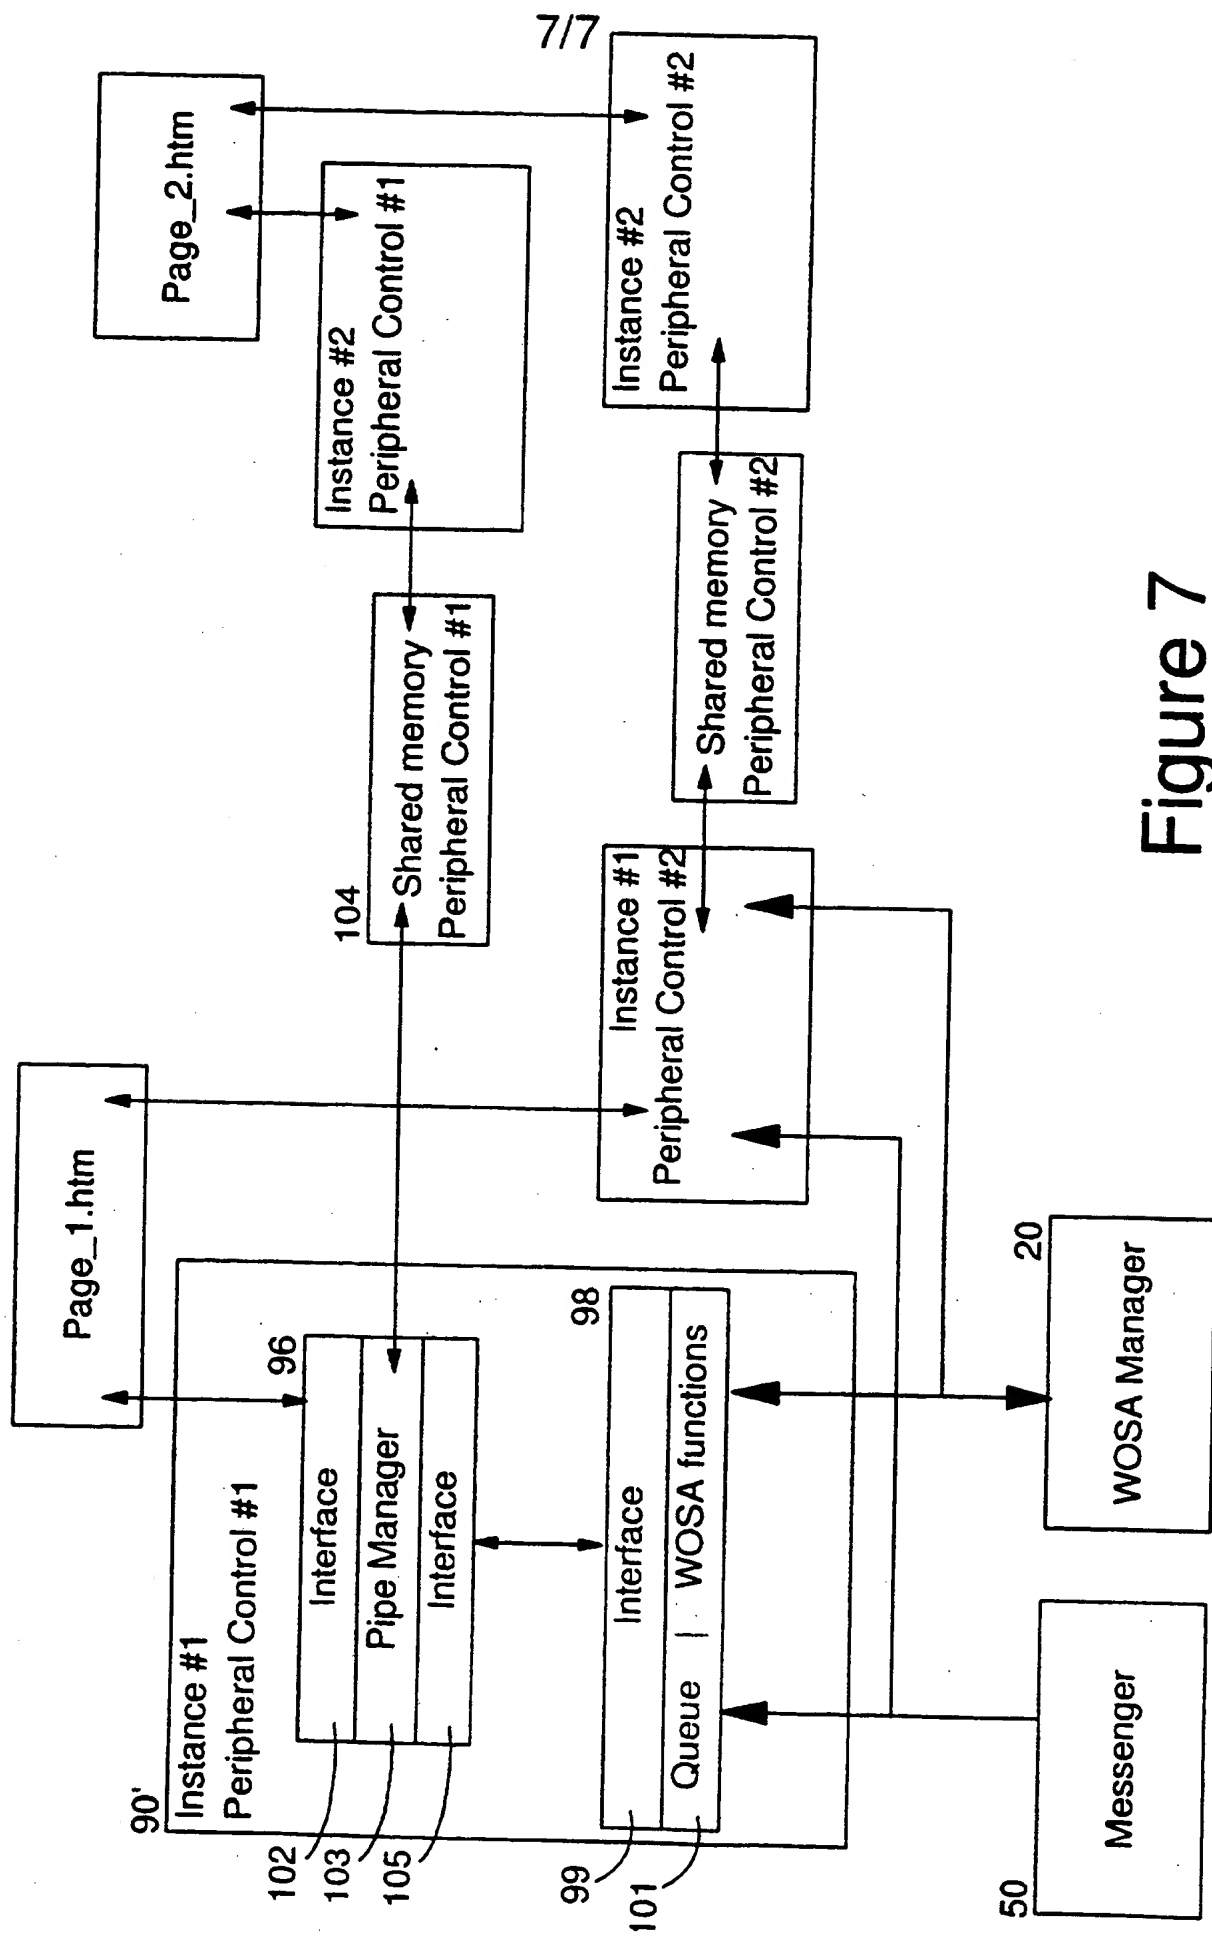 7/7
Page_1.htm
Page_2.htm
90'
Instance #1
Peripheral Control #1
96
Interface
Pipe Manager
Interface
102
103
105
98
Interface
Queue | WOSA functions
99
101
104
Shared memory
Peripheral Control #1
Instance #2
Peripheral Control #1
Instance #1
Peripheral Control #2
Shared memory
Peripheral Control #2
Instance #2
Peripheral Control #2
50
Messenger
20
WOSA Manager
Figure 7